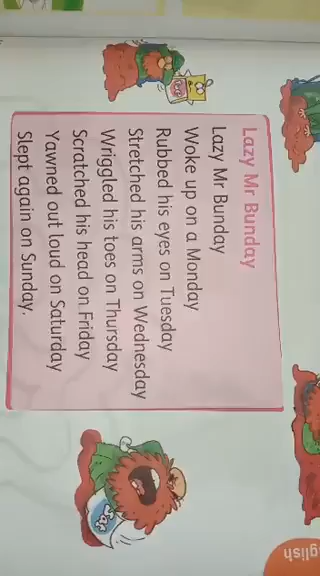 Lazy Mr Bunday
Lazy Mr Bunday
Woke up on a Monday
Rubbed his eyes on Tuesday
Stretched his arms on Wednesday
Wriggled his toes on Thursday
Scratched his head on Friday
Yawned out loud on Saturday
Slept again on Sunday.
glish